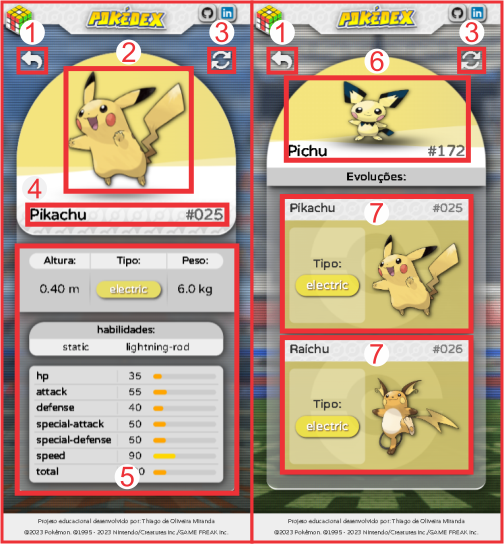 POKÉDEX
1
2
3
4
Pikachu #025
Altura: Tipo: Peso:
0.40 m electric 6.0 kg
habilidades:
static lightning-rod
hp 35
attack 55
defense 40
special-attack 50
special-defense 50
speed 90
total
5
Projeto educacional desenvolvido por: Thiago de Oliveira Miranda
©2023 Pokémon. ©1995 - 2023 Nintendo/Creatures Inc./GAME FREAK Inc.
POKÉDEX
1
3
6
Pichu #172
Evoluções:
Pikachu #025
7
Tipo:
electric
Raichu #026
7
Tipo:
electric
Projeto educacional desenvolvido por: Thiago de Oliveira Miranda
©2023 Pokémon. ©1995 - 2023 Nintendo/Creatures Inc./GAME FREAK Inc.